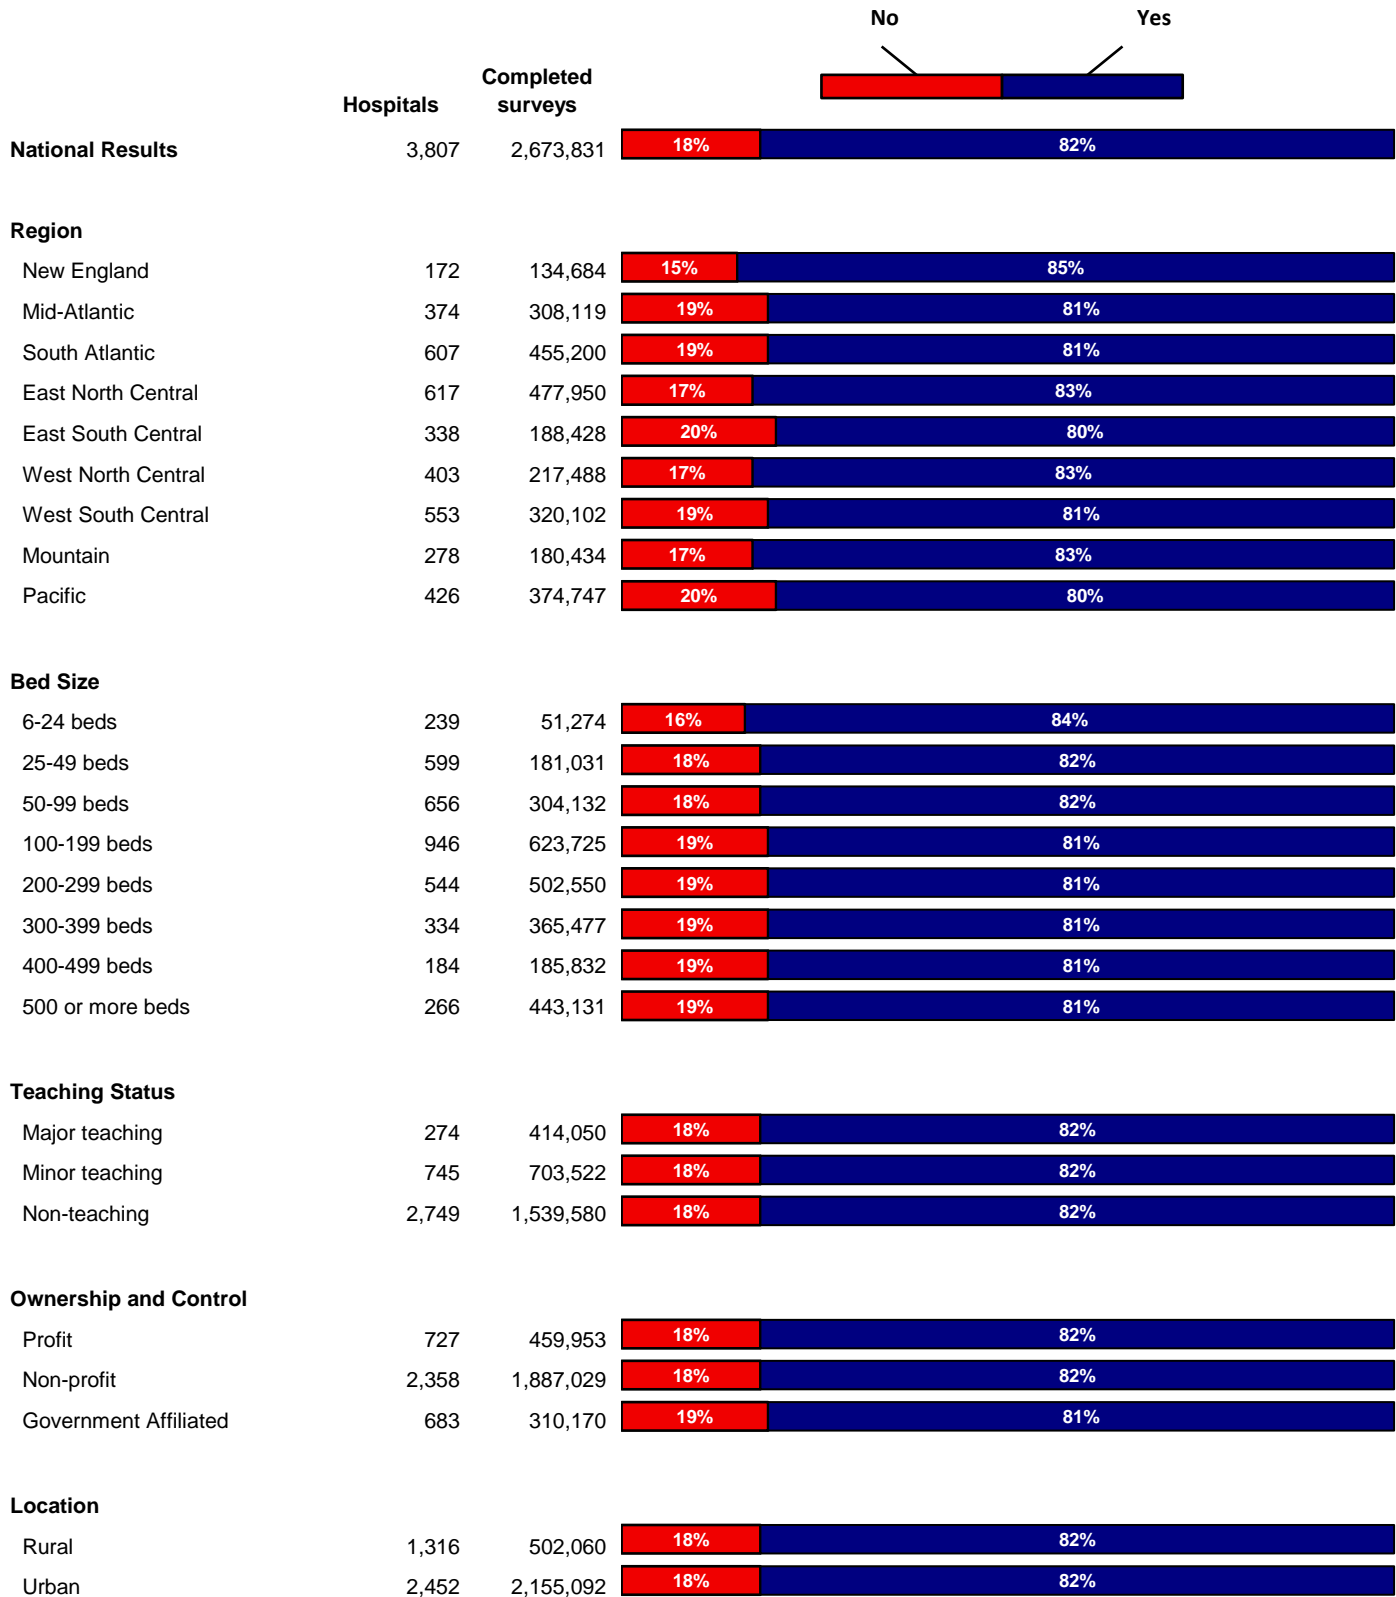 No Yes
Completed
Hospitals surveys
National Results 3,807 2,673,831 18% 82%
Region
New England 172 134,684 15% 85%
Mid-Atlantic 374 308,119 19% 81%
South Atlantic 607 455,200 19% 81%
East North Central 617 477,950 17% 83%
East South Central 338 188,428 20% 80%
West North Central 403 217,488 17% 83%
West South Central 553 320,102 19% 81%
Mountain 278 180,434 17% 83%
Pacific 426 374,747 20% 80%
Bed Size
6-24 beds 239 51,274 16% 84%
25-49 beds 599 181,031 18% 82%
50-99 beds 656 304,132 18% 82%
100-199 beds 946 623,725 19% 81%
200-299 beds 544 502,550 19% 81%
300-399 beds 334 365,477 19% 81%
400-499 beds 184 185,832 19% 81%
500 or more beds 266 443,131 19% 81%
Teaching Status
Major teaching 274 414,050 18% 82%
Minor teaching 745 703,522 18% 82%
Non-teaching 2,749 1,539,580 18% 82%
Ownership and Control
Profit 727 459,953 18% 82%
Non-profit 2,358 1,887,029 18% 82%
Government Affiliated 683 310,170 19% 81%
Location
Rural 1,316 502,060 18% 82%
Urban 2,452 2,155,092 18% 82%